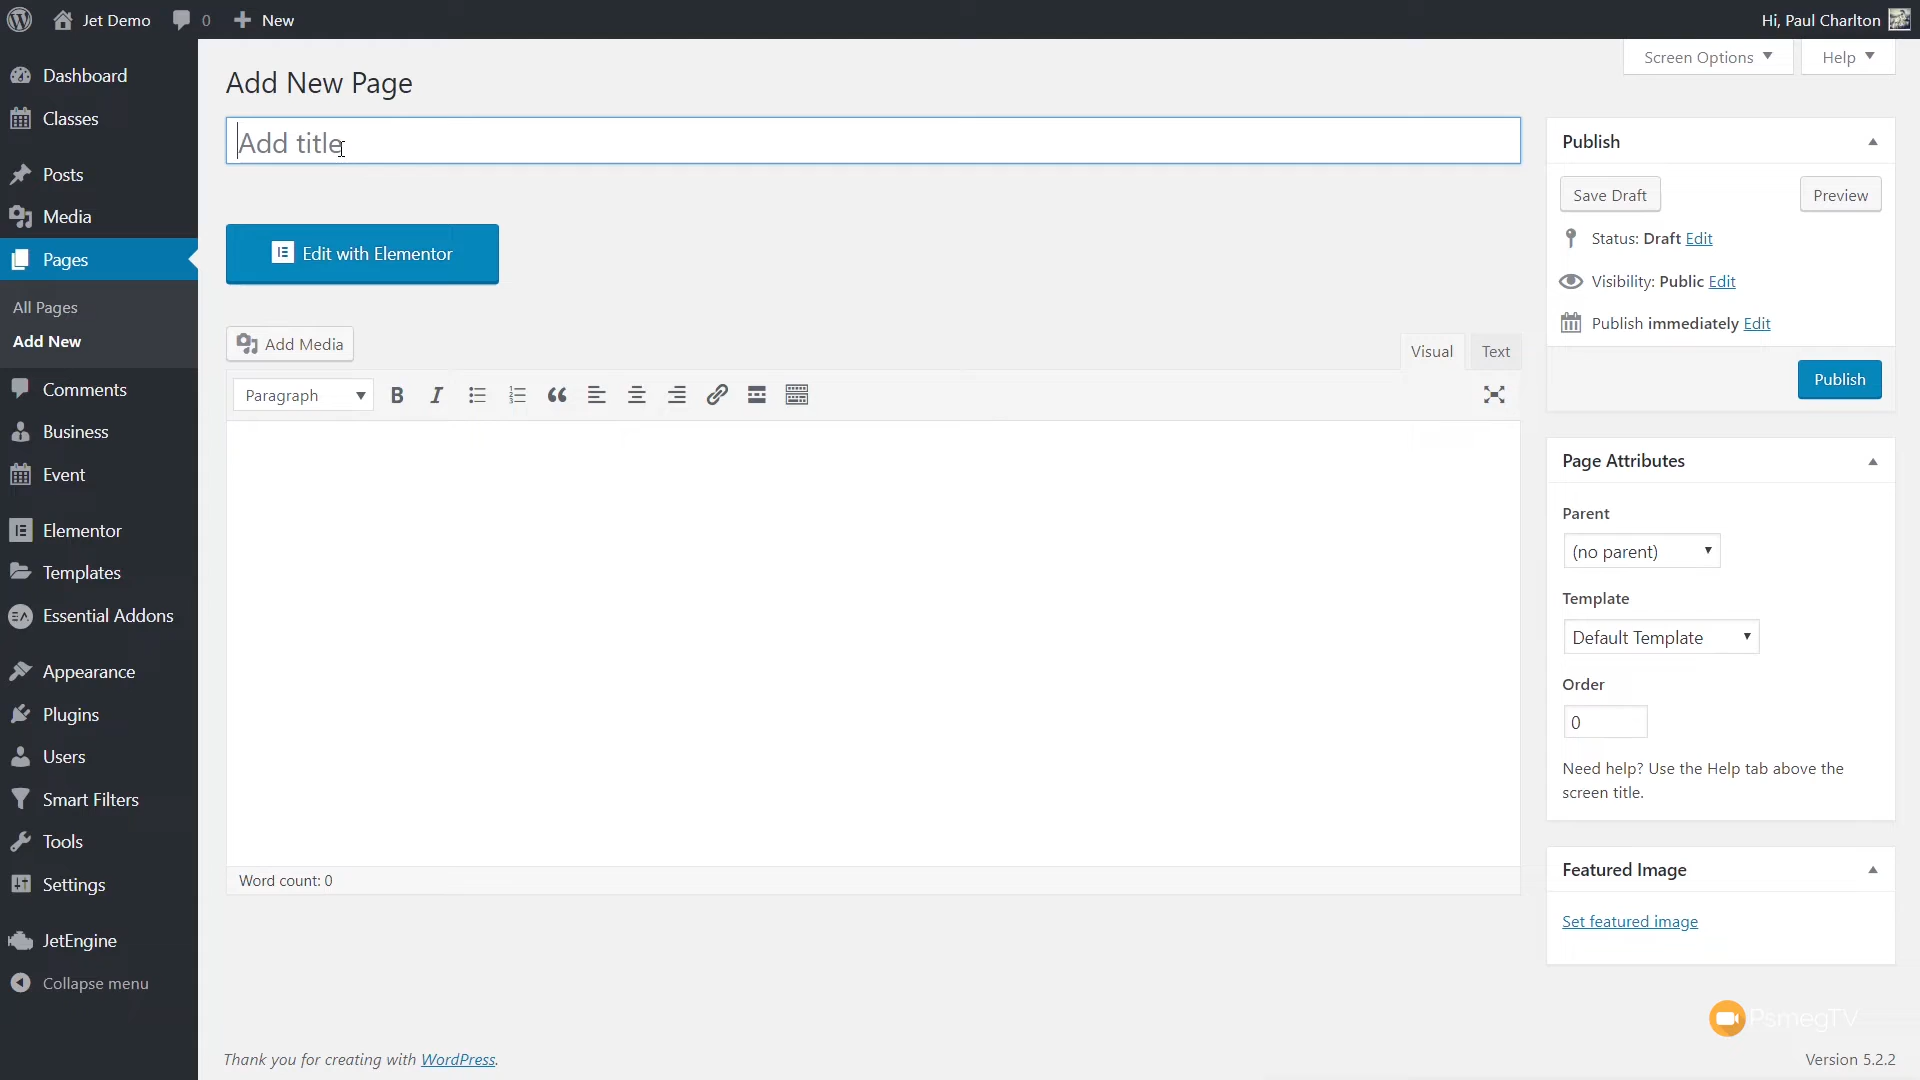 Jet Demo
0
New
Hi, Paul Charlton
Screen Options
Help
Dashboard
Classes
Posts
Media
Pages
All Pages
Add New
Comments
Business
Event
Elementor
Templates
Essential Addons
Appearance
Plugins
Users
Smart Filters
Tools
Settings
JetEngine
Collapse menu
Add New Page
Add title
Edit with Elementor
Add Media
Visual
Text
Paragraph
Word count: 0
Publish
Save Draft
Preview
Status: Draft Edit
Visibility: Public Edit
Publish immediately Edit
Publish
Page Attributes
Parent
(no parent)
Template
Default Template
Order
0
Need help? Use the Help tab above the
screen title.
Featured Image
Set featured image
PsmegTV
Thank you for creating with WordPress.
Version 5.2.2